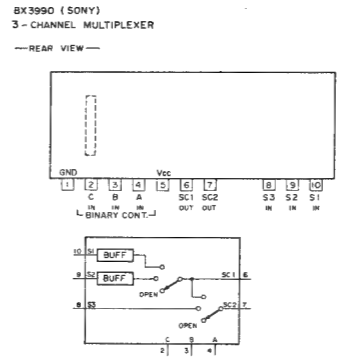 BX3990 (SONY)
3-CHANNEL MULTIPLEXER
—REAR VIEW—
GND Vcc
1 2 3 4 5 6 7 8 9 10
C B A SC1 SC2 S3 S2 S1
IN IN IN OUT OUT IN IN IN
BINARY CONT.
10 S1 BUFF
9 S2 BUFF SC1 6
OPEN
8 S3 SC2 7
OPEN
C B A
2 3 4